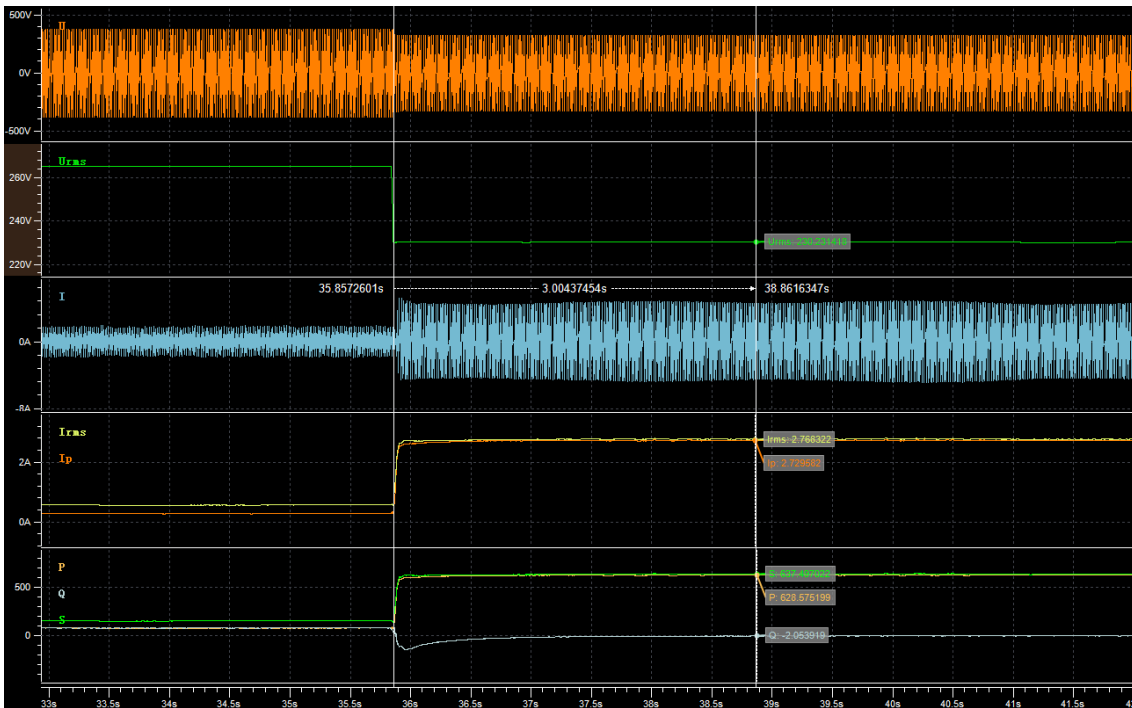 500V
U
0V
-500V
Urms
260V
240V
Urms: 230.231418
220V
I
35.8572601s
3.00437454s
38.8616347s
0A
-8A
Irms
Irms: 2.768322
Ip
2A
Ip: 2.729682
0A
P
S: 637.497922
500
Q
P: 628.575199
S
0
Q: -2.053919
33s 33.5s 34s 34.5s 35s 35.5s 36s 36.5s 37s 37.5s 38s 38.5s 39s 39.5s 40s 40.5s 41s 41.5s